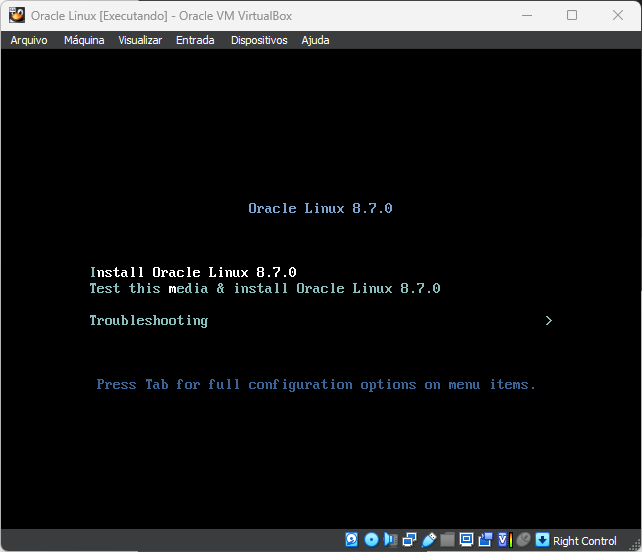 Oracle Linux [Executando] - Oracle VM VirtualBox
Arquivo Máquina Visualizar Entrada Dispositivos Ajuda
Oracle Linux 8.7.0
Install Oracle Linux 8.7.0
Test this media & install Oracle Linux 8.7.0
Troubleshooting >
Press Tab for full configuration options on menu items.
Right Control